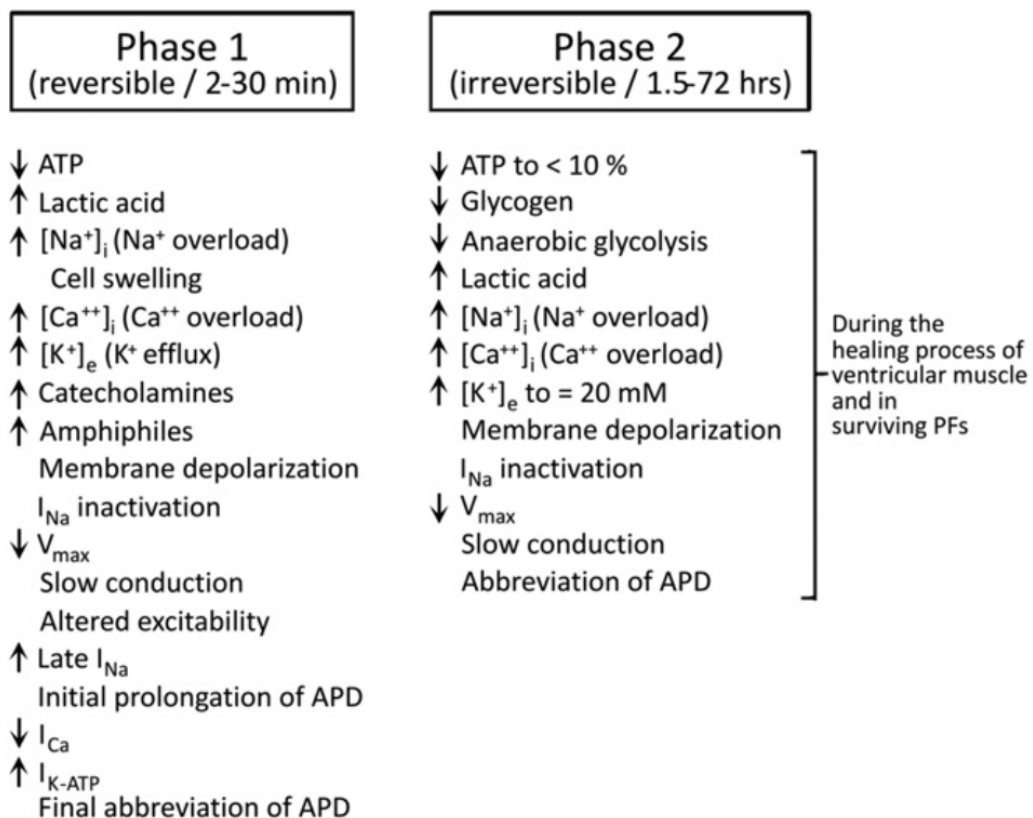 Phase 1
(reversible / 2-30 min)
↓ ATP
↑ Lactic acid
↑ [Na⁺]ᵢ (Na⁺ overload)
Cell swelling
↑ [Ca⁺⁺]ᵢ (Ca⁺⁺ overload)
↑ [K⁺]ₑ (K⁺ efflux)
↑ Catecholamines
↑ Amphiphiles
Membrane depolarization
I_Na inactivation
↓ V_max
Slow conduction
Altered excitability
↑ Late I_Na
Initial prolongation of APD
↓ I_Ca
↑ I_K-ATP
Final abbreviation of APD
Phase 2
(irreversible / 1.5-72 hrs)
↓ ATP to < 10 %
↓ Glycogen
↓ Anaerobic glycolysis
↑ Lactic acid
↑ [Na⁺]ᵢ (Na⁺ overload)
↑ [Ca⁺⁺]ᵢ (Ca⁺⁺ overload)
↑ [K⁺]ₑ to = 20 mM
Membrane depolarization
I_Na inactivation
↓ V_max
Slow conduction
Abbreviation of APD
During the
healing process of
ventricular muscle
and in
surviving PFs